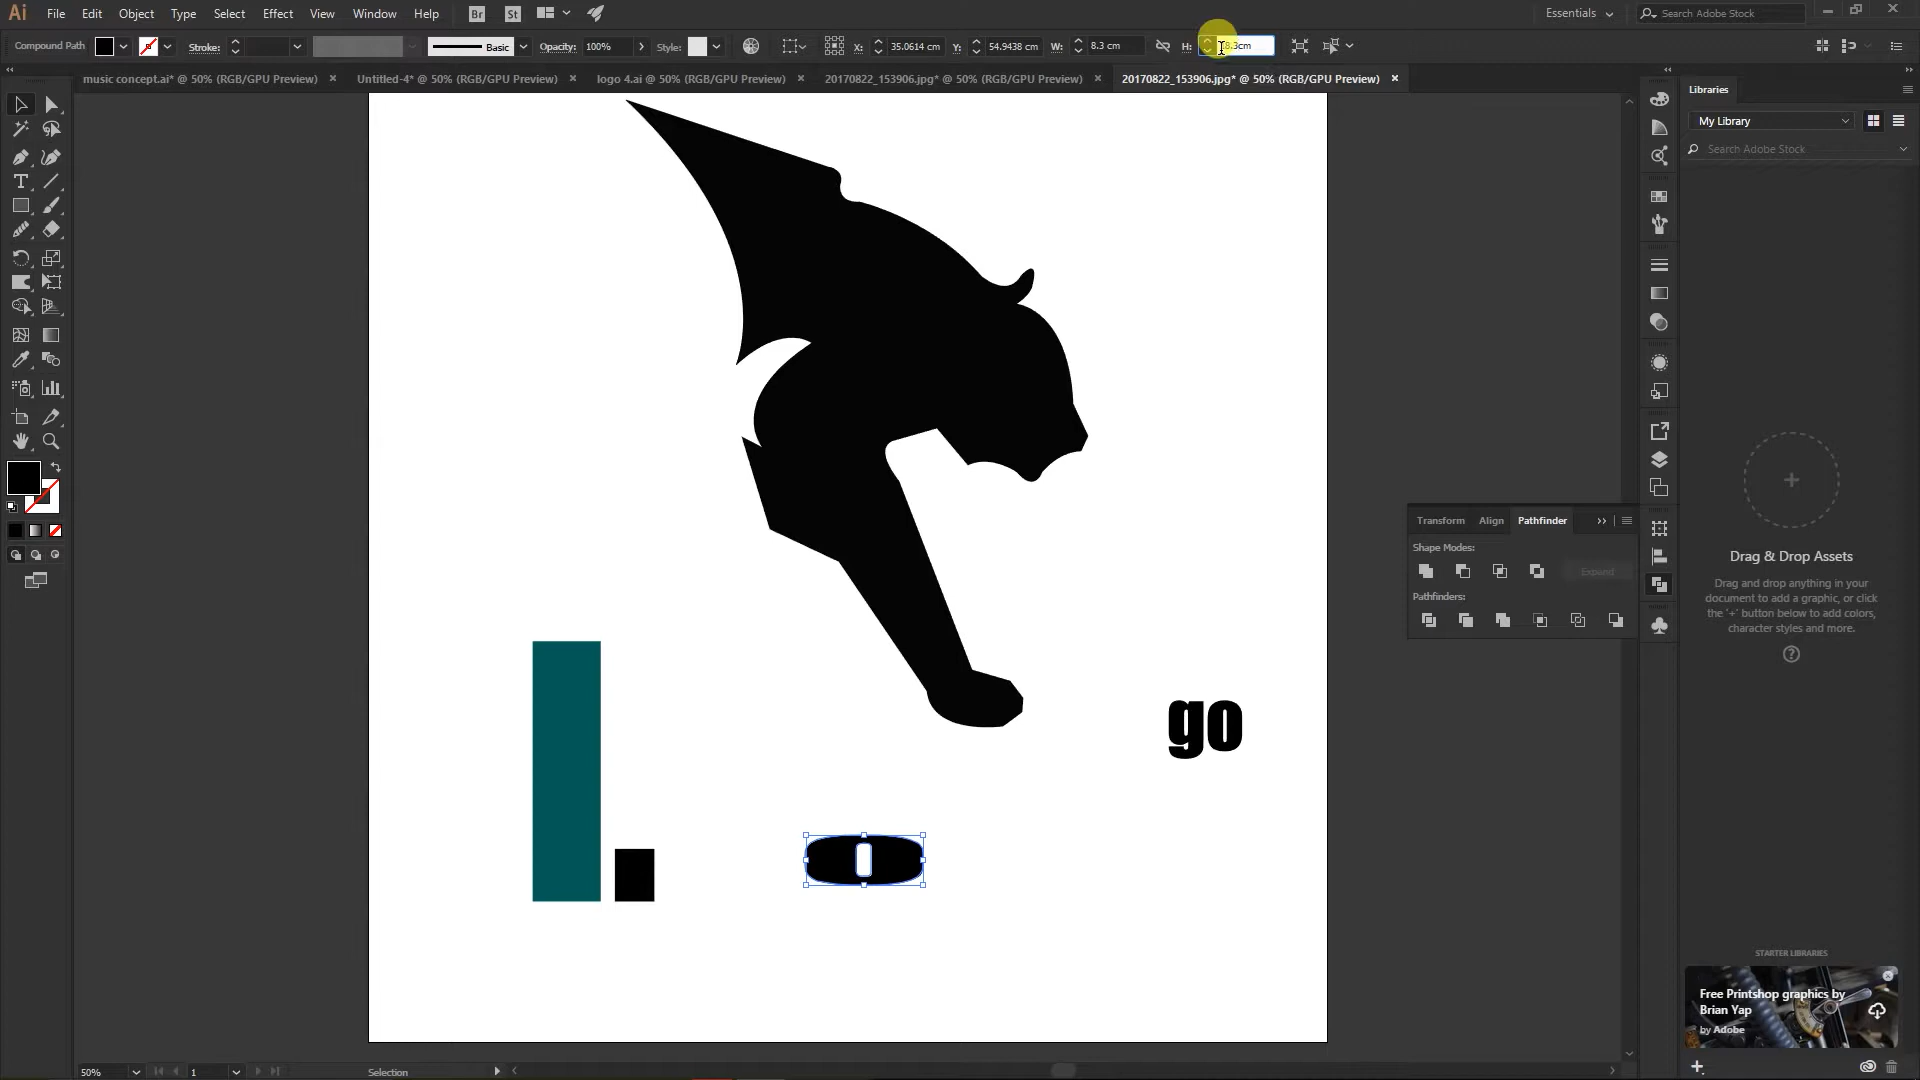 Ai File Edit Object Type Select Effect View Window Help Br St Essentials Search Adobe Stock
Compound Path Stroke: Basic Opacity: 100% Style: X: 35.0614 cm Y: 54.9438 cm W: 8.3 cm H: 8.3cm
music concept.ai* @ 50% (RGB/GPU Preview) × Untitled-4* @ 50% (RGB/GPU Preview) × logo 4.ai @ 50% (RGB/GPU Preview) × 20170822_153906.jpg* @ 50% (RGB/GPU Preview) × 20170822_153906.jpg* @ 50% (RGB/GPU Preview) ×
Libraries
My Library
Search Adobe Stock
Transform Align Pathfinder
Shape Modes:
Expand
Pathfinders:
Drag & Drop Assets
Drag and drop anything in your
document to add a graphic, or click
the '+' button below to add colors,
character styles and more.
go
o
STARTER LIBRARIES
Free Printshop graphics by
Brian Yap
by Adobe
50% 1 Selection